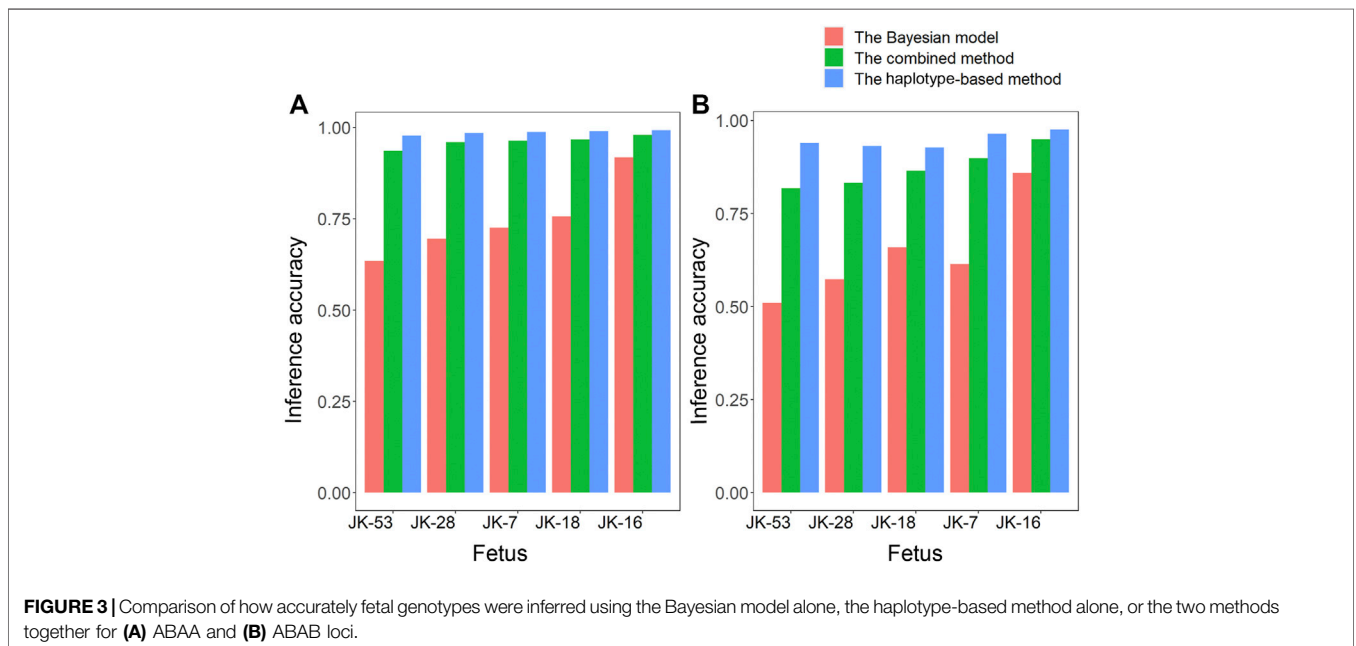 The Bayesian model
The combined method
The haplotype-based method
A
Inference accuracy
1.00
0.75
0.50
0.25
0.00
JK-53 JK-28 JK-7 JK-18 JK-16
Fetus
B
Inference accuracy
1.00
0.75
0.50
0.25
0.00
JK-53 JK-28 JK-18 JK-7 JK-16
Fetus
FIGURE 3 | Comparison of how accurately fetal genotypes were inferred using the Bayesian model alone, the haplotype-based method alone, or the two methods
together for (A) ABAA and (B) ABAB loci.